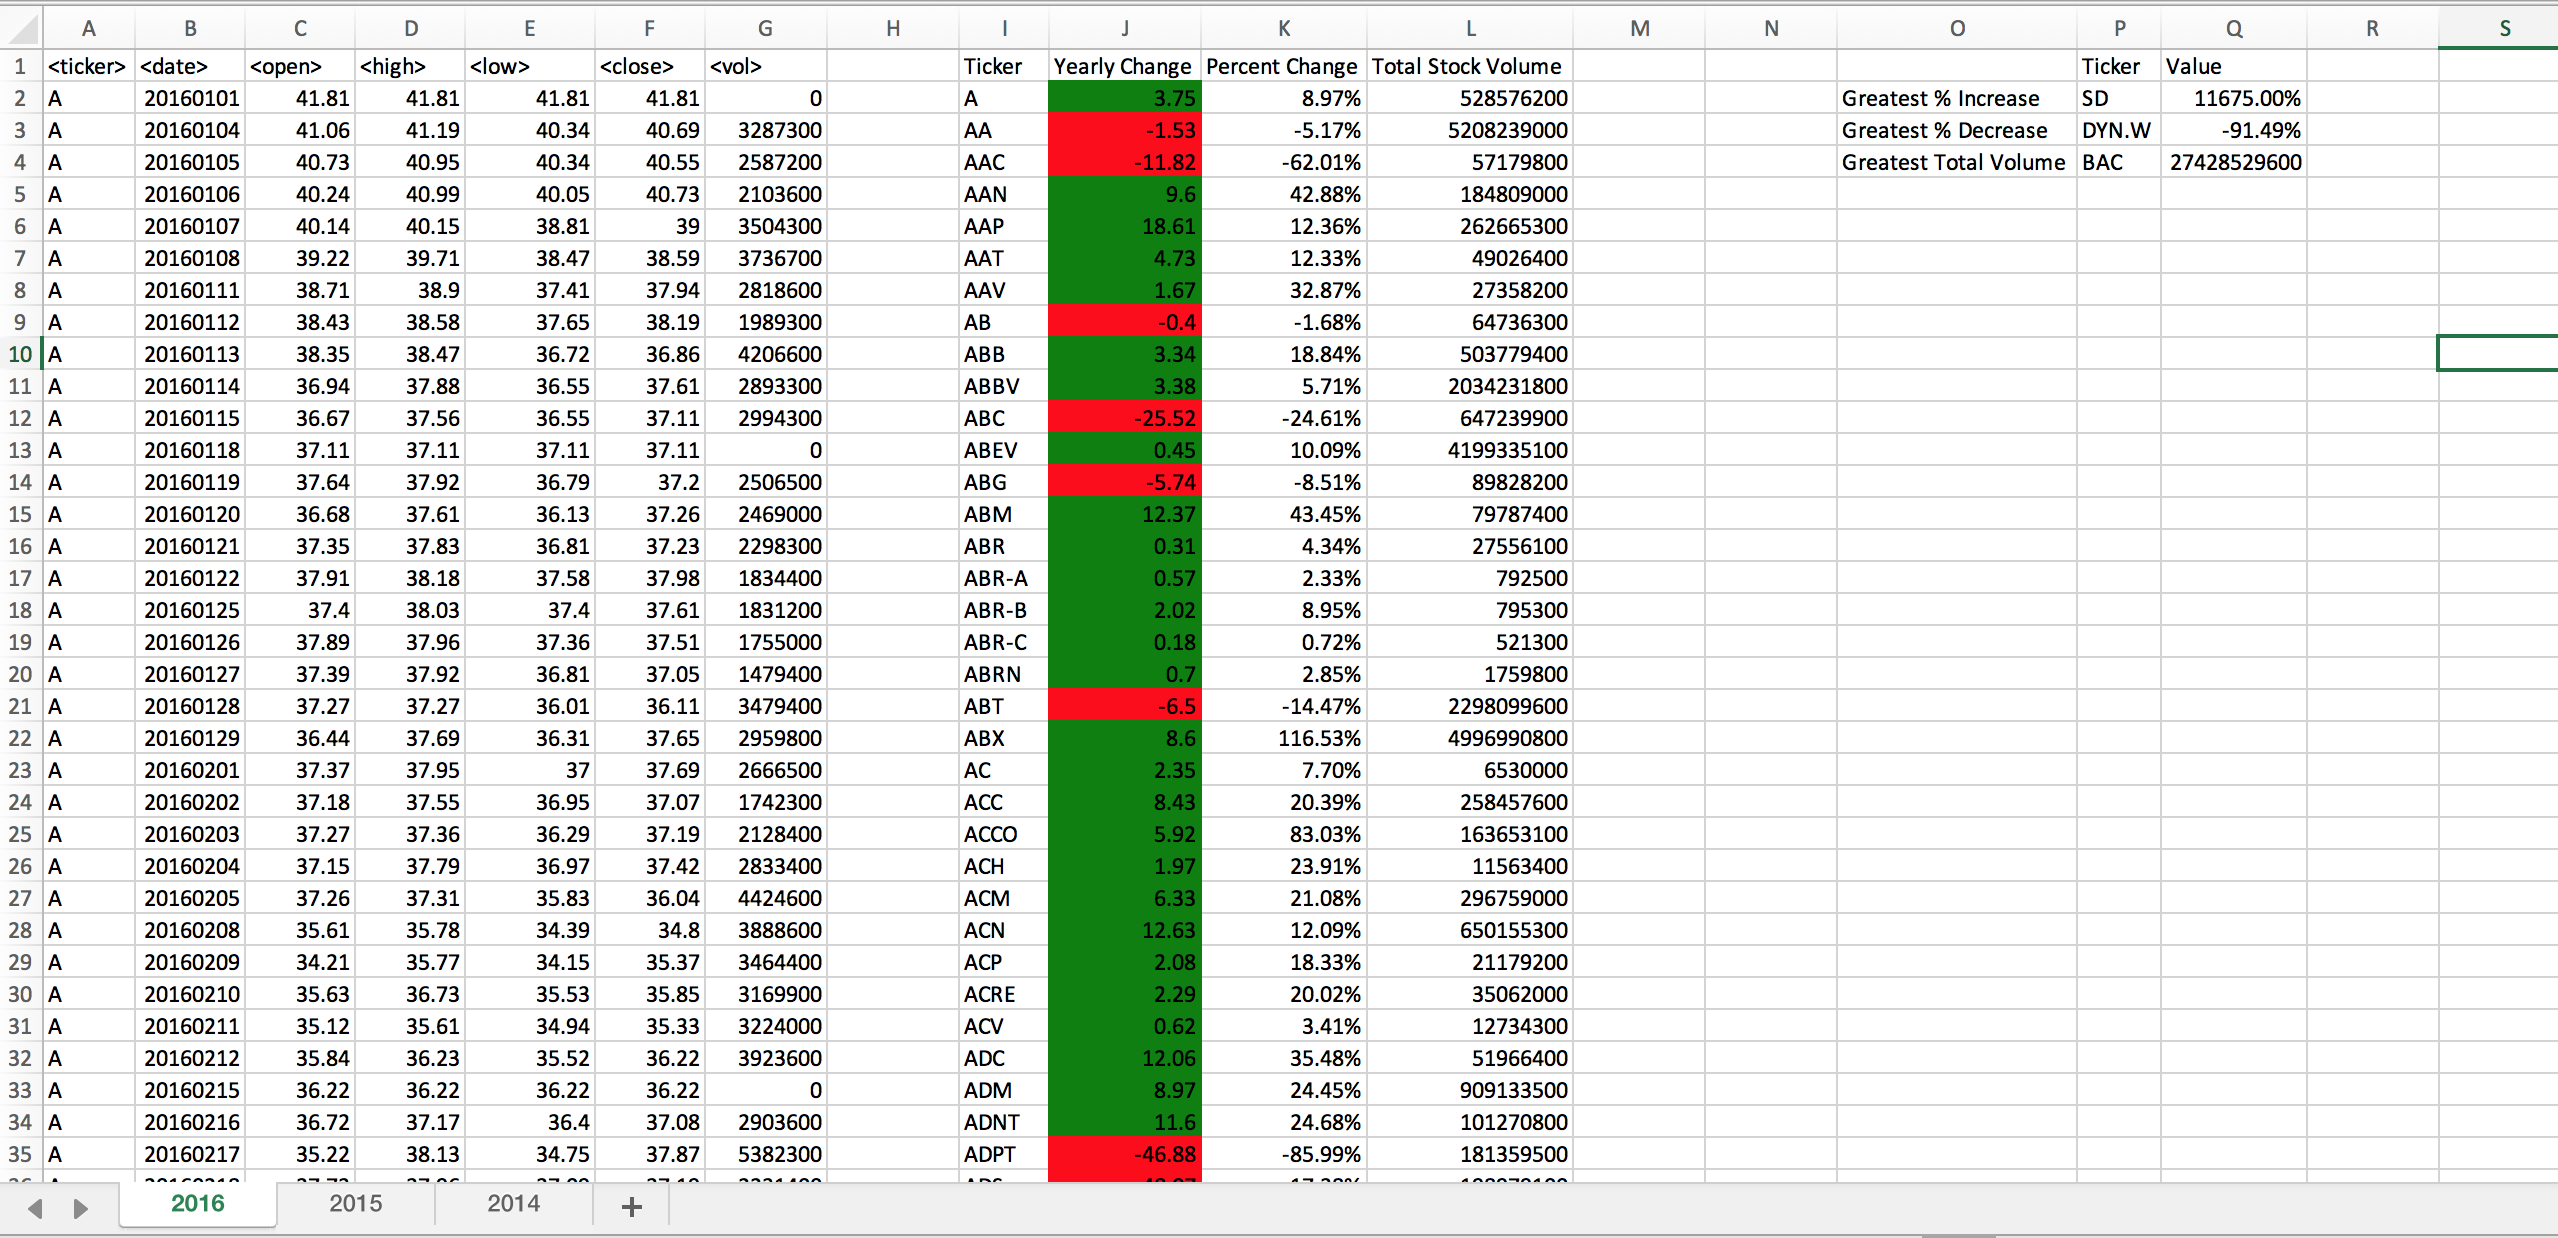 A B C D E F G H I J K L M N O P Q R S
1 <ticker> <date> <open> <high> <low> <close> <vol> Ticker Yearly Change Percent Change Total Stock Volume Ticker Value
2 A 20160101 41.81 41.81 41.81 41.81 0 A 3.75 8.97% 528576200 Greatest % Increase SD 11675.00%
3 A 20160104 41.06 41.19 40.34 40.69 3287300 AA -1.53 -5.17% 5208239000 Greatest % Decrease DYN.W -91.49%
4 A 20160105 40.73 40.95 40.34 40.55 2587200 AAC -11.82 -62.01% 57179800 Greatest Total Volume BAC 27428529600
5 A 20160106 40.24 40.99 40.05 40.73 2103600 AAN 9.6 42.88% 184809000
6 A 20160107 40.14 40.15 38.81 39 3504300 AAP 18.61 12.36% 262665300
7 A 20160108 39.22 39.71 38.47 38.59 3736700 AAT 4.73 12.33% 49026400
8 A 20160111 38.71 38.9 37.41 37.94 2818600 AAV 1.67 32.87% 27358200
9 A 20160112 38.43 38.58 37.65 38.19 1989300 AB -0.4 -1.68% 64736300
10 A 20160113 38.35 38.47 36.72 36.86 4206600 ABB 3.34 18.84% 503779400
11 A 20160114 36.94 37.88 36.55 37.61 2893300 ABBV 3.38 5.71% 2034231800
12 A 20160115 36.67 37.56 36.55 37.11 2994300 ABC -25.52 -24.61% 647239900
13 A 20160118 37.11 37.11 37.11 37.11 0 ABEV 0.45 10.09% 4199335100
14 A 20160119 37.64 37.92 36.79 37.2 2506500 ABG -5.74 -8.51% 89828200
15 A 20160120 36.68 37.61 36.13 37.26 2469000 ABM 12.37 43.45% 79787400
16 A 20160121 37.35 37.83 36.81 37.23 2298300 ABR 0.31 4.34% 27556100
17 A 20160122 37.91 38.18 37.58 37.98 1834400 ABR-A 0.57 2.33% 792500
18 A 20160125 37.4 38.03 37.4 37.61 1831200 ABR-B 2.02 8.95% 795300
19 A 20160126 37.89 37.96 37.36 37.51 1755000 ABR-C 0.18 0.72% 521300
20 A 20160127 37.39 37.92 36.81 37.05 1479400 ABRN 0.7 2.85% 1759800
21 A 20160128 37.27 37.27 36.01 36.11 3479400 ABT -6.5 -14.47% 2298099600
22 A 20160129 36.44 37.69 36.31 37.65 2959800 ABX 8.6 116.53% 4996990800
23 A 20160201 37.37 37.95 37 37.69 2666500 AC 2.35 7.70% 6530000
24 A 20160202 37.18 37.55 36.95 37.07 1742300 ACC 8.43 20.39% 258457600
25 A 20160203 37.27 37.36 36.29 37.19 2128400 ACCO 5.92 83.03% 163653100
26 A 20160204 37.15 37.79 36.97 37.42 2833400 ACH 1.97 23.91% 11563400
27 A 20160205 37.26 37.31 35.83 36.04 4424600 ACM 6.33 21.08% 296759000
28 A 20160208 35.61 35.78 34.39 34.8 3888600 ACN 12.63 12.09% 650155300
29 A 20160209 34.21 35.77 34.15 35.37 3464400 ACP 2.08 18.33% 21179200
30 A 20160210 35.63 36.73 35.53 35.85 3169900 ACRE 2.29 20.02% 35062000
31 A 20160211 35.12 35.61 34.94 35.33 3224000 ACV 0.62 3.41% 12734300
32 A 20160212 35.84 36.23 35.52 36.22 3923600 ADC 12.06 35.48% 51966400
33 A 20160215 36.22 36.22 36.22 36.22 0 ADM 8.97 24.45% 909133500
34 A 20160216 36.72 37.17 36.4 37.08 2903600 ADNT 11.6 24.68% 101270800
35 A 20160217 35.22 38.13 34.75 37.87 5382300 ADPT -46.88 -85.99% 181359500
2016 2015 2014 +